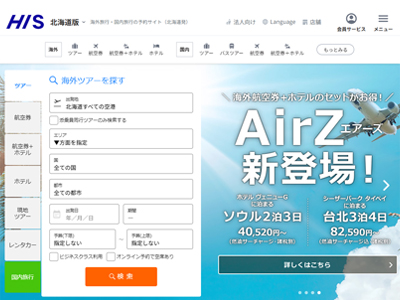 HIS 北海道版
海外旅行・国内旅行の予約サイト（北海道発）
法人向け Language 店舗
会員サービス メニュー
海外 ツアー 航空券 航空券+ホテル ホテル 国内 ツアー バスツアー 航空券 航空券+ホテル ホテル もっとみる
ツアー
航空券
航空券+
ホテル
ホテル
現地
ツアー
レンタカー
国内旅行
海外ツアーを探す
出発地
北海道すべての空港
添乗員同行ツアーのみ検索する
エリア
▼方面を指定
国
全ての国
都市
全ての都市
出発日
年/月/日
期間
予算(下限)
指定しない
～
予算(上限)
指定しない
ビジネスクラス利用 オンライン予約で空席あり
検索
海外航空券+ホテルのセットがお得！
AirZ エアーズ
新登場！
ホテル ヴェニューG
に泊まる
ソウル2泊3日
40,520円～
(燃油サーチャージ・諸税別)
シーザーパーク タイペイ
に泊まる
台北3泊4日
82,590円～
(燃油サーチャージ込・諸税別)
詳しくはこちら